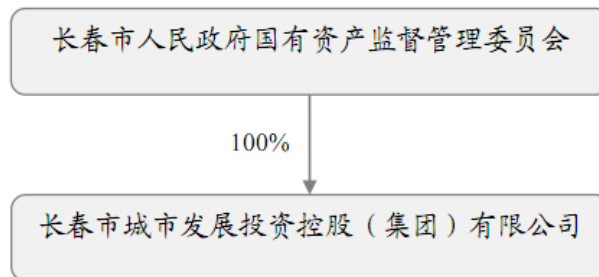 长春市人民政府国有资产监督管理委员会
100%
长春市城市发展投资控股（集团）有限公司